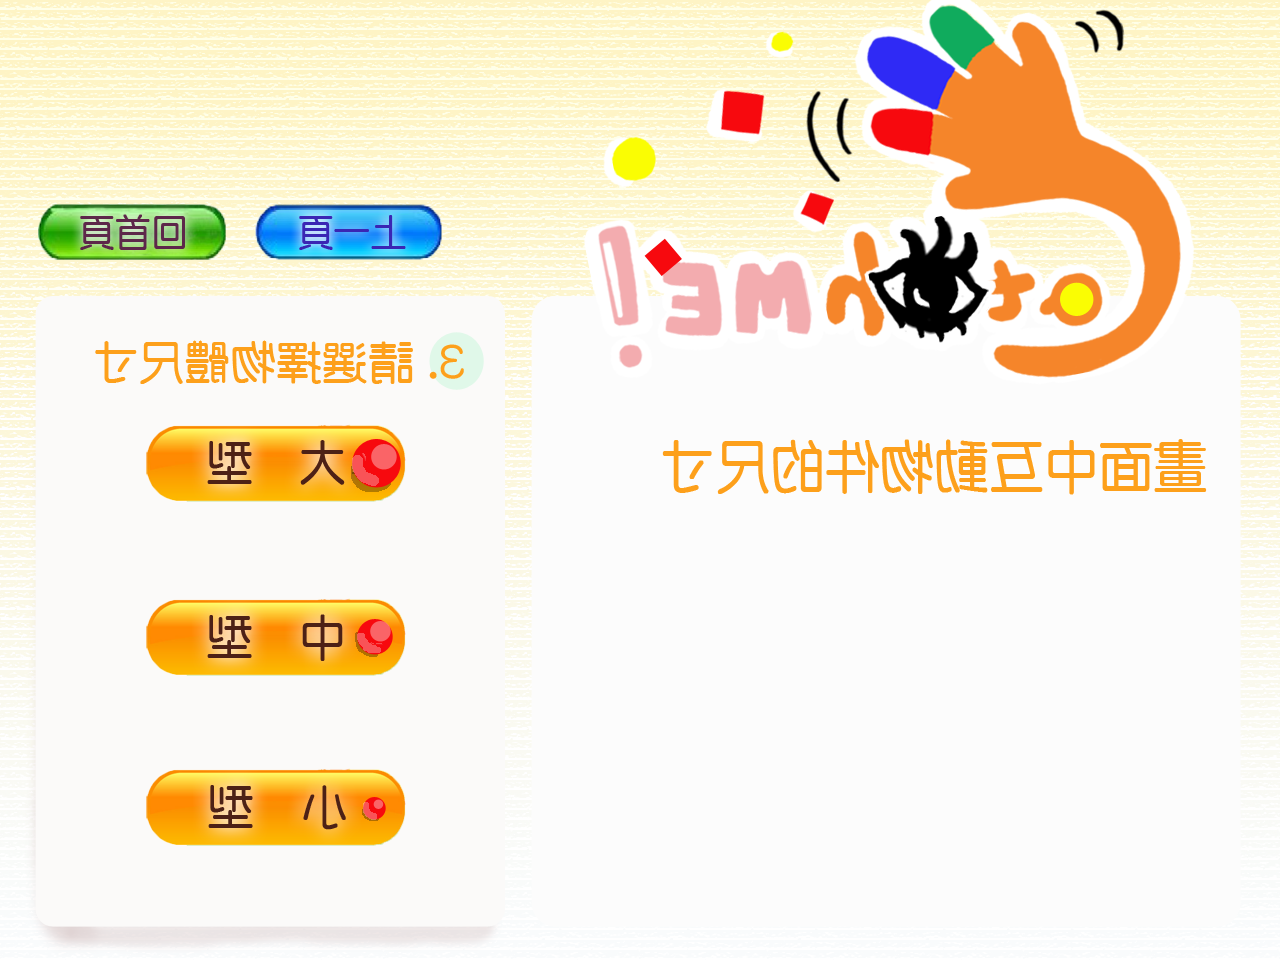 Catch me!
上一頁
回首頁
畫面中互動物件的尺寸
3. 請選擇物體尺寸
大 型
中 型
小 型